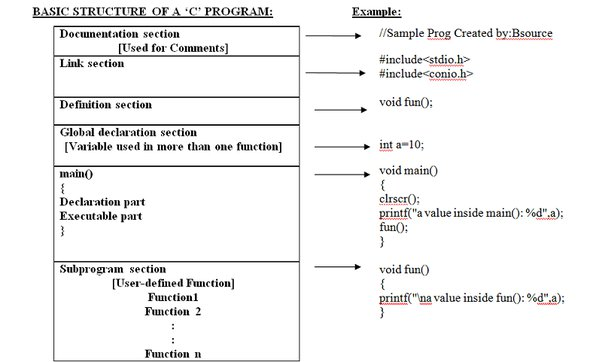 BASIC STRUCTURE OF A ‘C’ PROGRAM:
Documentation section
[Used for Comments]
Link section
Definition section
Global declaration section
[Variable used in more than one function]
main()
{
Declaration part
Executable part
}
Subprogram section
[User-defined Function]
Function1
Function 2
:
:
Function n
Example:
//Sample Prog Created by:Bsource
#include<stdio.h>
#include<conio.h>
void fun();
int a=10;
void main()
{
clrscr();
printf("a value inside main(): %d",a);
fun();
}
void fun()
{
printf("\na value inside fun(): %d",a);
}